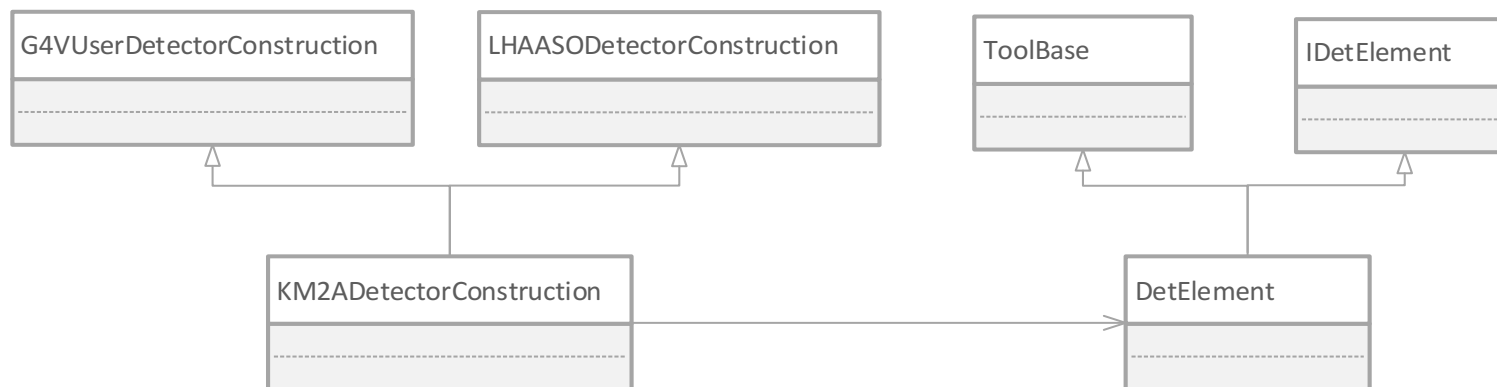 G4VUserDetectorConstruction
LHAASODetectorConstruction
ToolBase
IDetElement
KM2ADetectorConstruction
DetElement